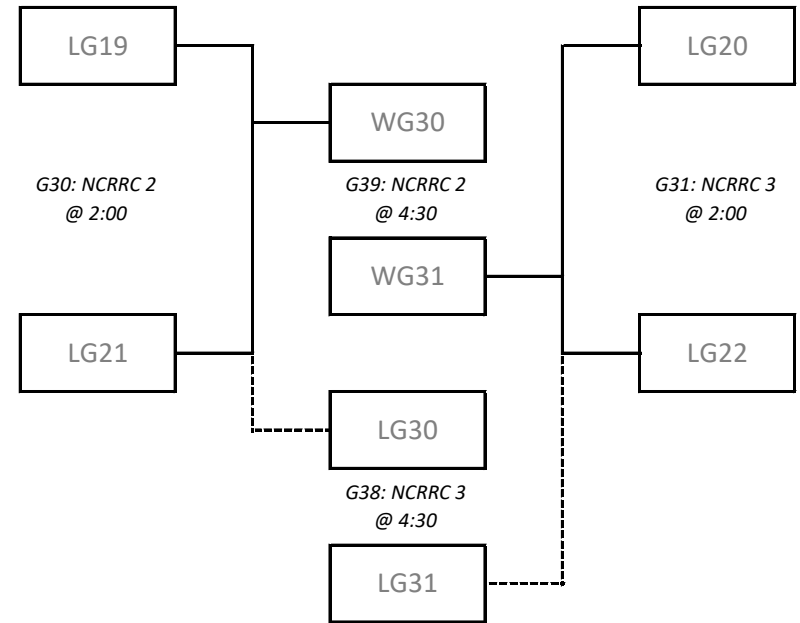 LG19
LG20
WG30
G30: NCRRC 2
@ 2:00
G39: NCRRC 2
@ 4:30
G31: NCRRC 3
@ 2:00
WG31
LG21
LG22
LG30
G38: NCRRC 3
@ 4:30
LG31